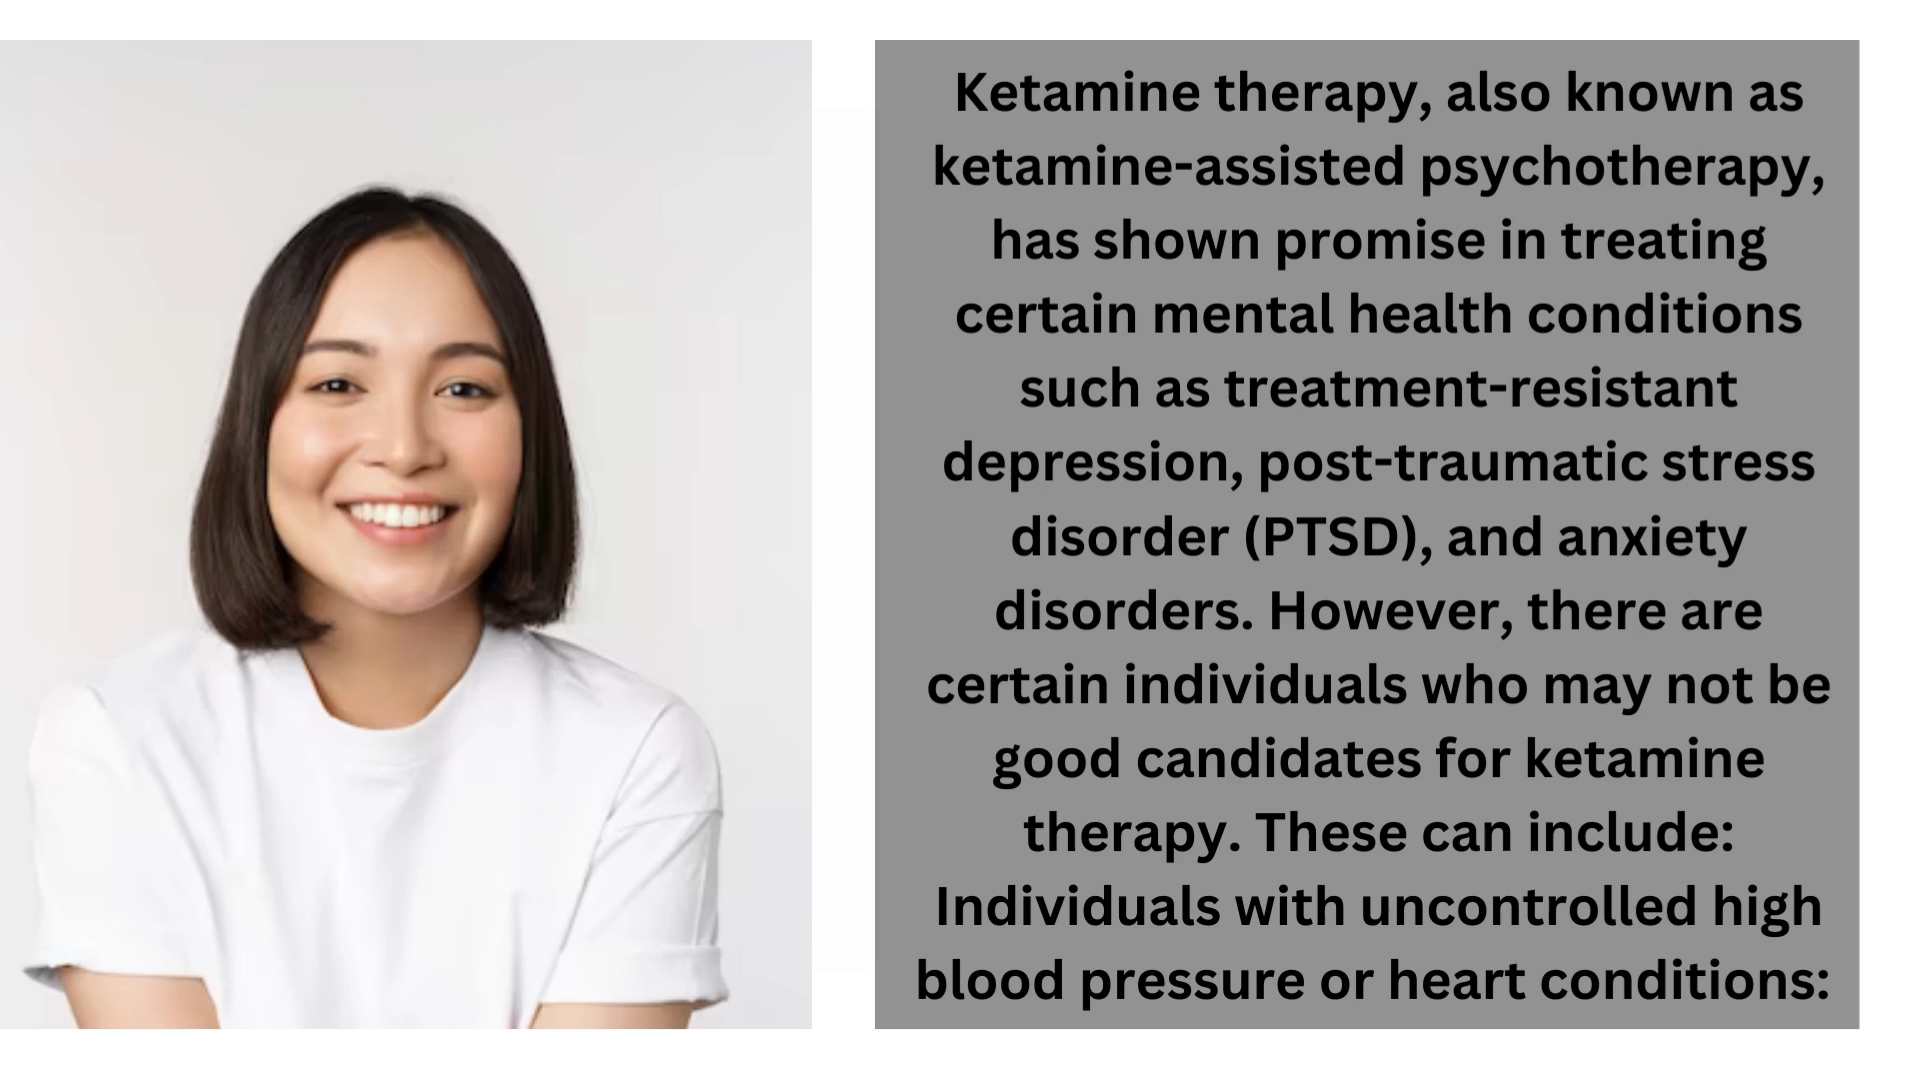 Ketamine therapy, also known as
ketamine-assisted psychotherapy,
has shown promise in treating
certain mental health conditions
such as treatment-resistant
depression, post-traumatic stress
disorder (PTSD), and anxiety
disorders. However, there are
certain individuals who may not be
good candidates for ketamine
therapy. These can include:
Individuals with uncontrolled high
blood pressure or heart conditions: